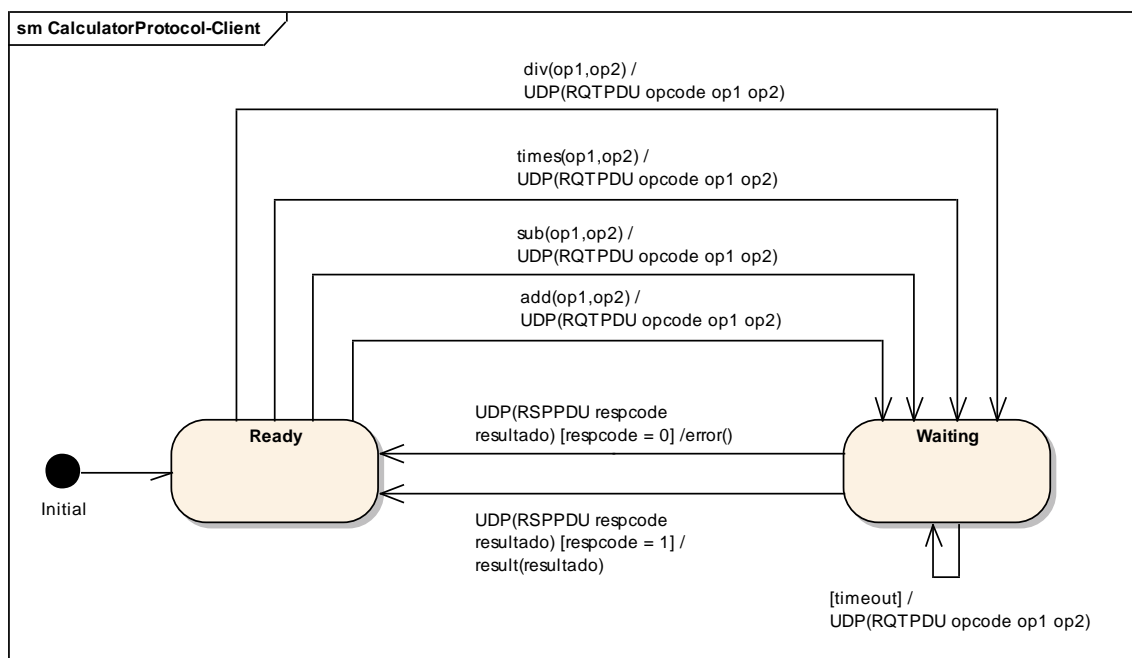 sm CalculatorProtocol-Client
div(op1,op2) /
UDP(RQTPDU opcode op1 op2)
times(op1,op2) /
UDP(RQTPDU opcode op1 op2)
sub(op1,op2) /
UDP(RQTPDU opcode op1 op2)
add(op1,op2) /
UDP(RQTPDU opcode op1 op2)
UDP(RSPPDU respcode
resultado) [respcode = 0] /error()
Ready
Waiting
Initial
UDP(RSPPDU respcode
resultado) [respcode = 1] /
result(resultado)
[timeout] /
UDP(RQTPDU opcode op1 op2)